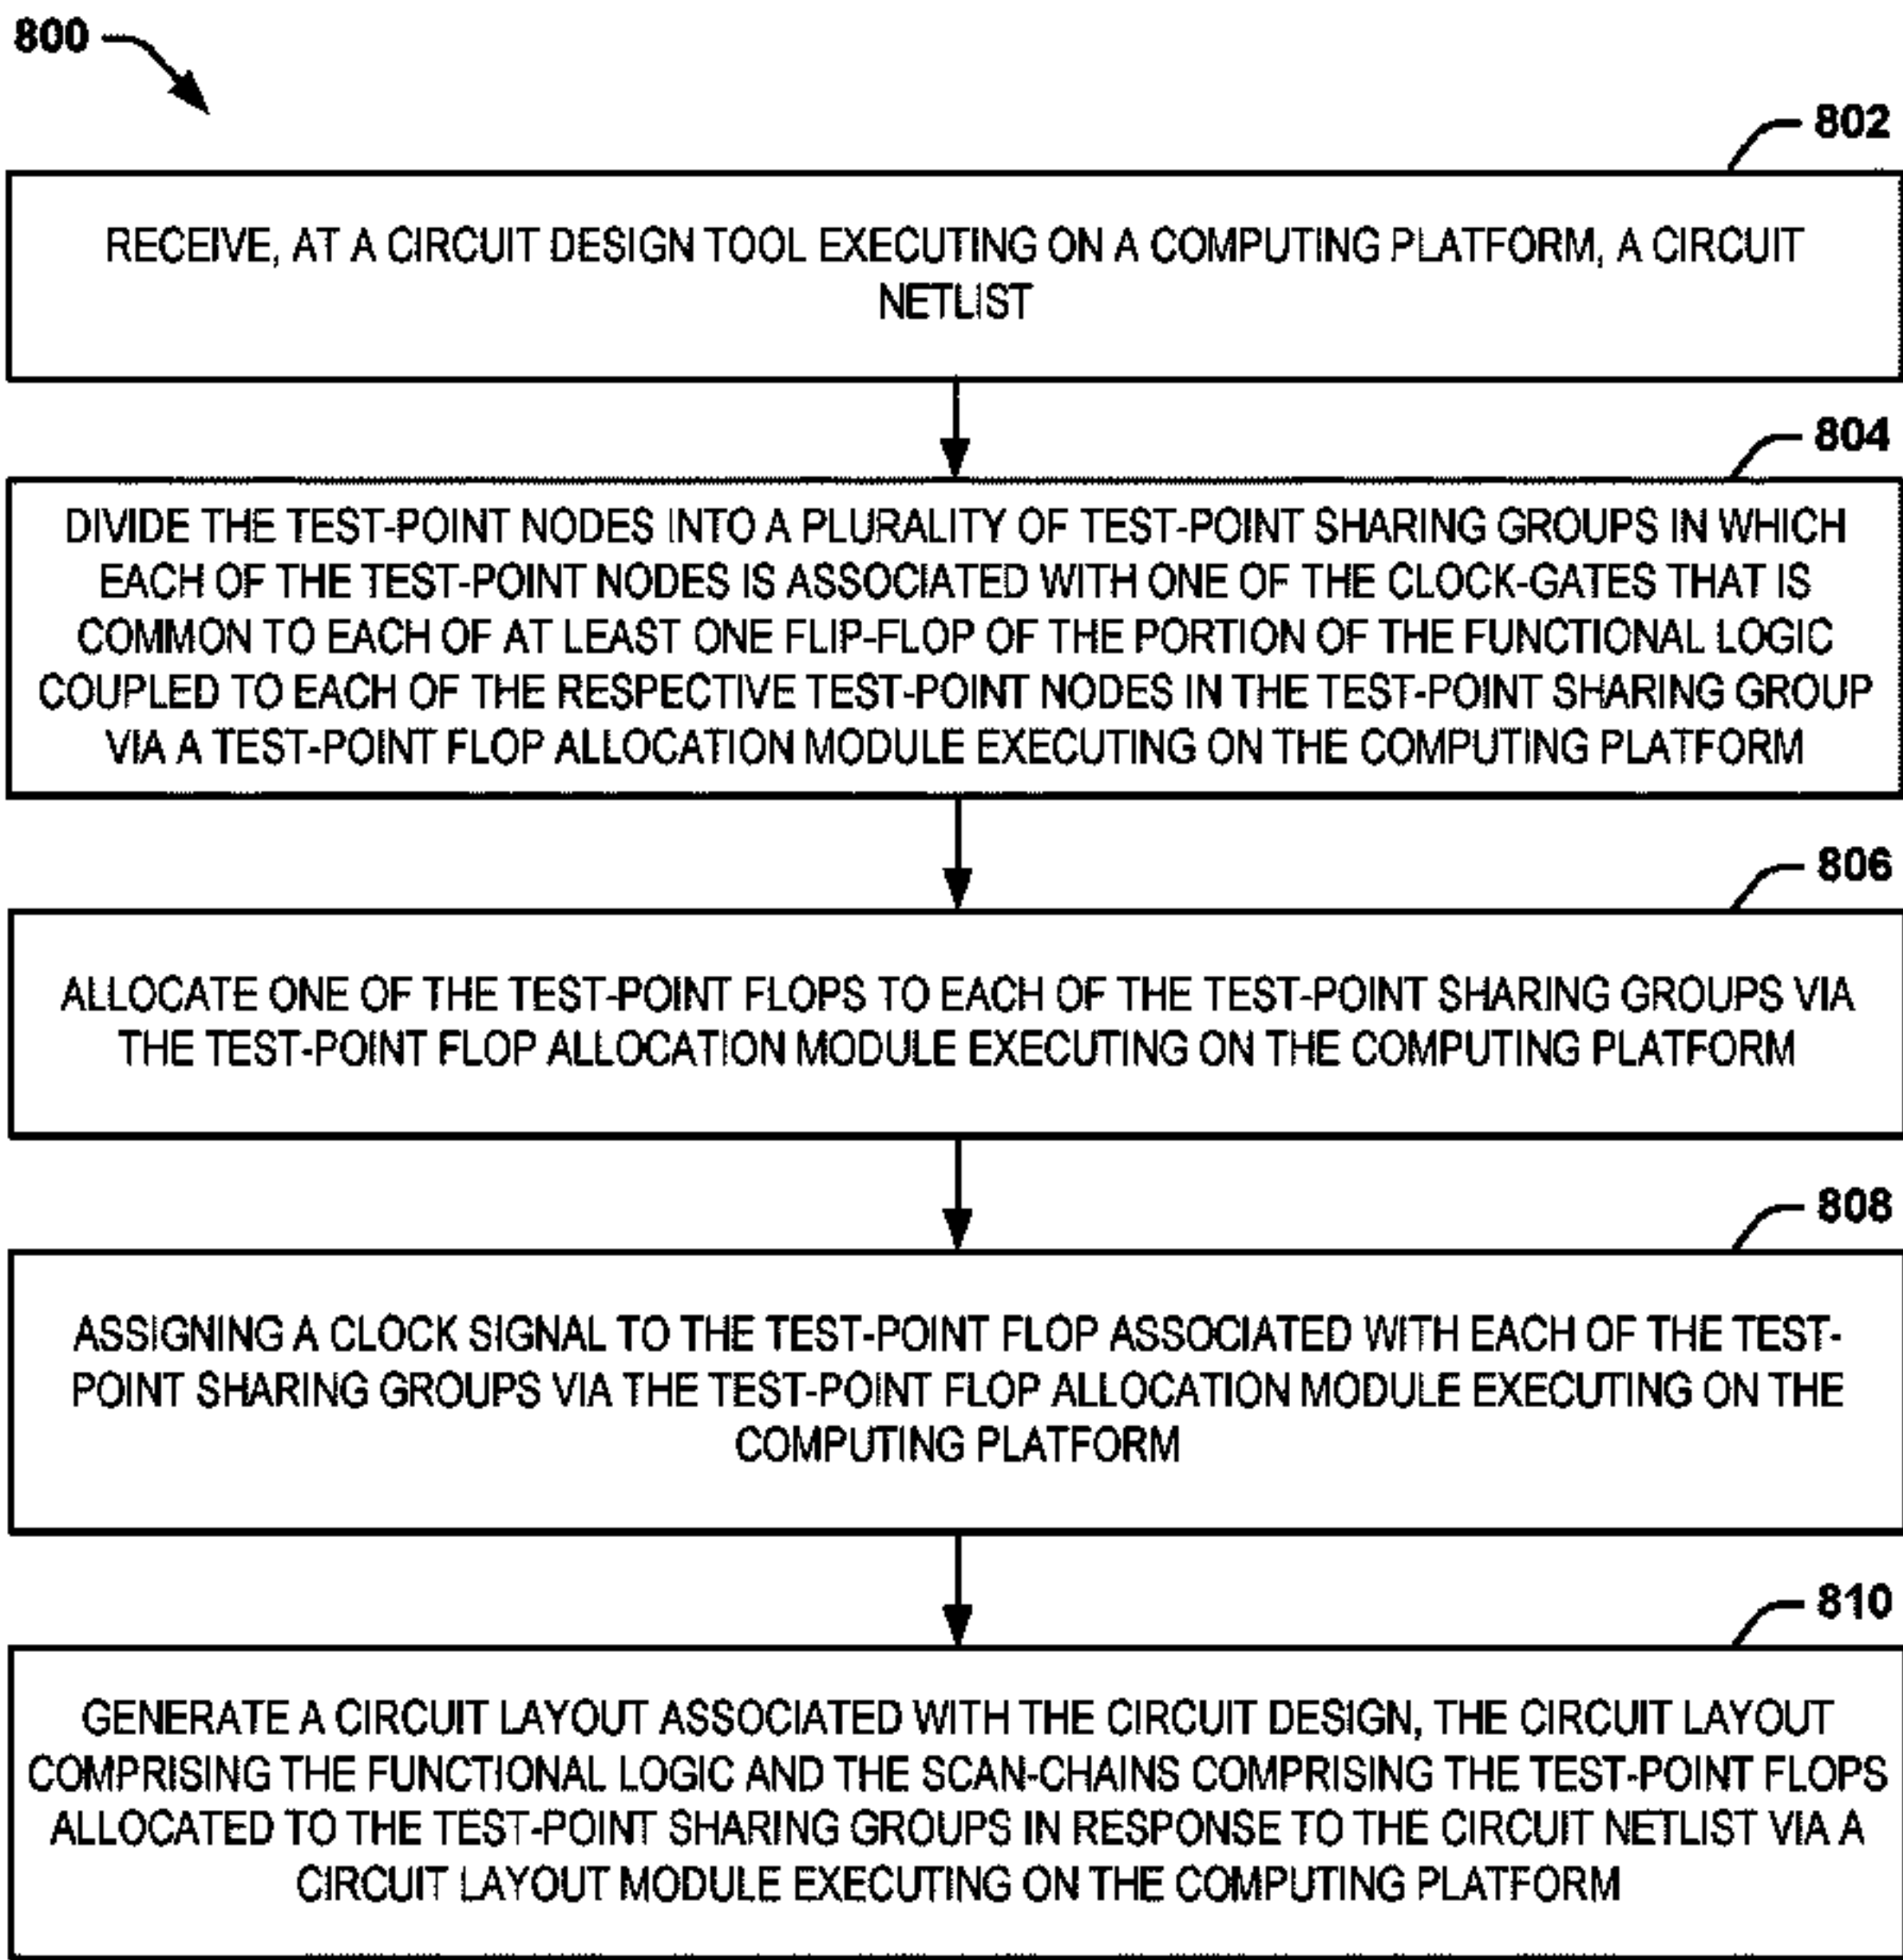 800
802
RECEIVE, AT A CIRCUIT DESIGN TOOL EXECUTING ON A COMPUTING PLATFORM, A CIRCUIT
NETLIST
804
DIVIDE THE TEST-POINT NODES INTO A PLURALITY OF TEST-POINT SHARING GROUPS IN WHICH
EACH OF THE TEST-POINT NODES IS ASSOCIATED WITH ONE OF THE CLOCK-GATES THAT IS
COMMON TO EACH OF AT LEAST ONE FLIP-FLOP OF THE PORTION OF THE FUNCTIONAL LOGIC
COUPLED TO EACH OF THE RESPECTIVE TEST-POINT NODES IN THE TEST-POINT SHARING GROUP
VIA A TEST-POINT FLOP ALLOCATION MODULE EXECUTING ON THE COMPUTING PLATFORM
806
ALLOCATE ONE OF THE TEST-POINT FLOPS TO EACH OF THE TEST-POINT SHARING GROUPS VIA
THE TEST-POINT FLOP ALLOCATION MODULE EXECUTING ON THE COMPUTING PLATFORM
808
ASSIGNING A CLOCK SIGNAL TO THE TEST-POINT FLOP ASSOCIATED WITH EACH OF THE TEST-
POINT SHARING GROUPS VIA THE TEST-POINT FLOP ALLOCATION MODULE EXECUTING ON THE
COMPUTING PLATFORM
810
GENERATE A CIRCUIT LAYOUT ASSOCIATED WITH THE CIRCUIT DESIGN, THE CIRCUIT LAYOUT
COMPRISING THE FUNCTIONAL LOGIC AND THE SCAN-CHAINS COMPRISING THE TEST-POINT FLOPS
ALLOCATED TO THE TEST-POINT SHARING GROUPS IN RESPONSE TO THE CIRCUIT NETLIST VIA A
CIRCUIT LAYOUT MODULE EXECUTING ON THE COMPUTING PLATFORM